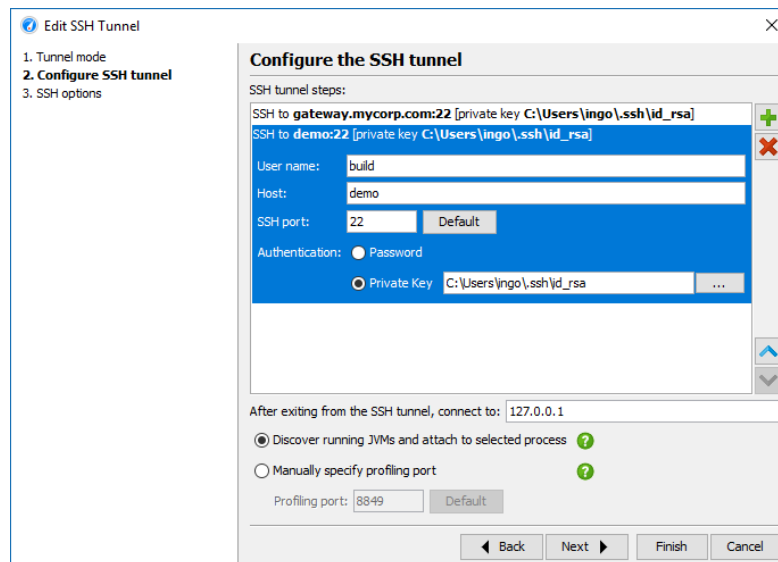 Edit SSH Tunnel
1. Tunnel mode
2. Configure SSH tunnel
3. SSH options
Configure the SSH tunnel
SSH tunnel steps:
SSH to gateway.mycorp.com:22 [private key C:\Users\ingo\.ssh\id_rsa]
SSH to demo:22 [private key C:\Users\ingo\.ssh\id_rsa]
User name: build
Host: demo
SSH port: 22 Default
Authentication: Password
Private Key C:\Users\ingo\.ssh\id_rsa ...
After exiting from the SSH tunnel, connect to: 127.0.0.1
Discover running JVMs and attach to selected process ?
Manually specify profiling port ?
Profiling port: 8849 Default
Back Next Finish Cancel